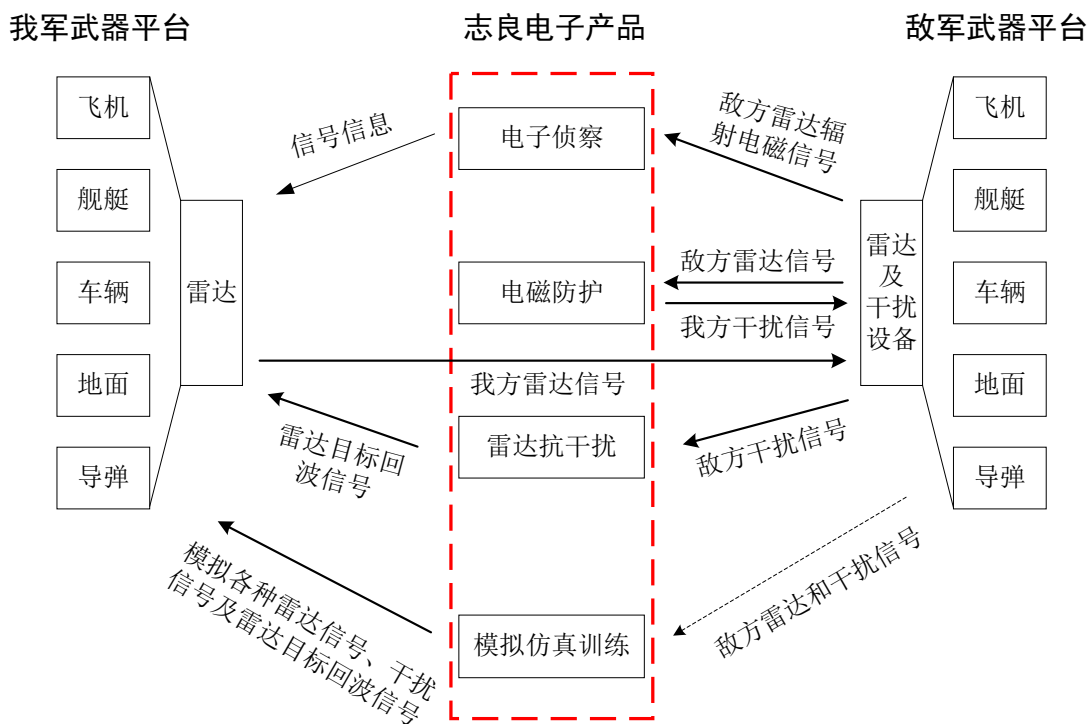 我军武器平台
志良电子产品
敌军武器平台
飞机
舰艇
车辆
地面
导弹
雷达
信号信息
电子侦察
敌方雷达辐
射电磁信号
电磁防护
敌方雷达信号
我方干扰信号
我方雷达信号
雷达目标回
波信号
雷达抗干扰
敌方干扰信号
模拟各种雷达信号、干扰
信号及雷达目标回波信号
模拟仿真训练
敌方雷达和干扰信号
雷达
及
干扰
设备
飞机
舰艇
车辆
地面
导弹